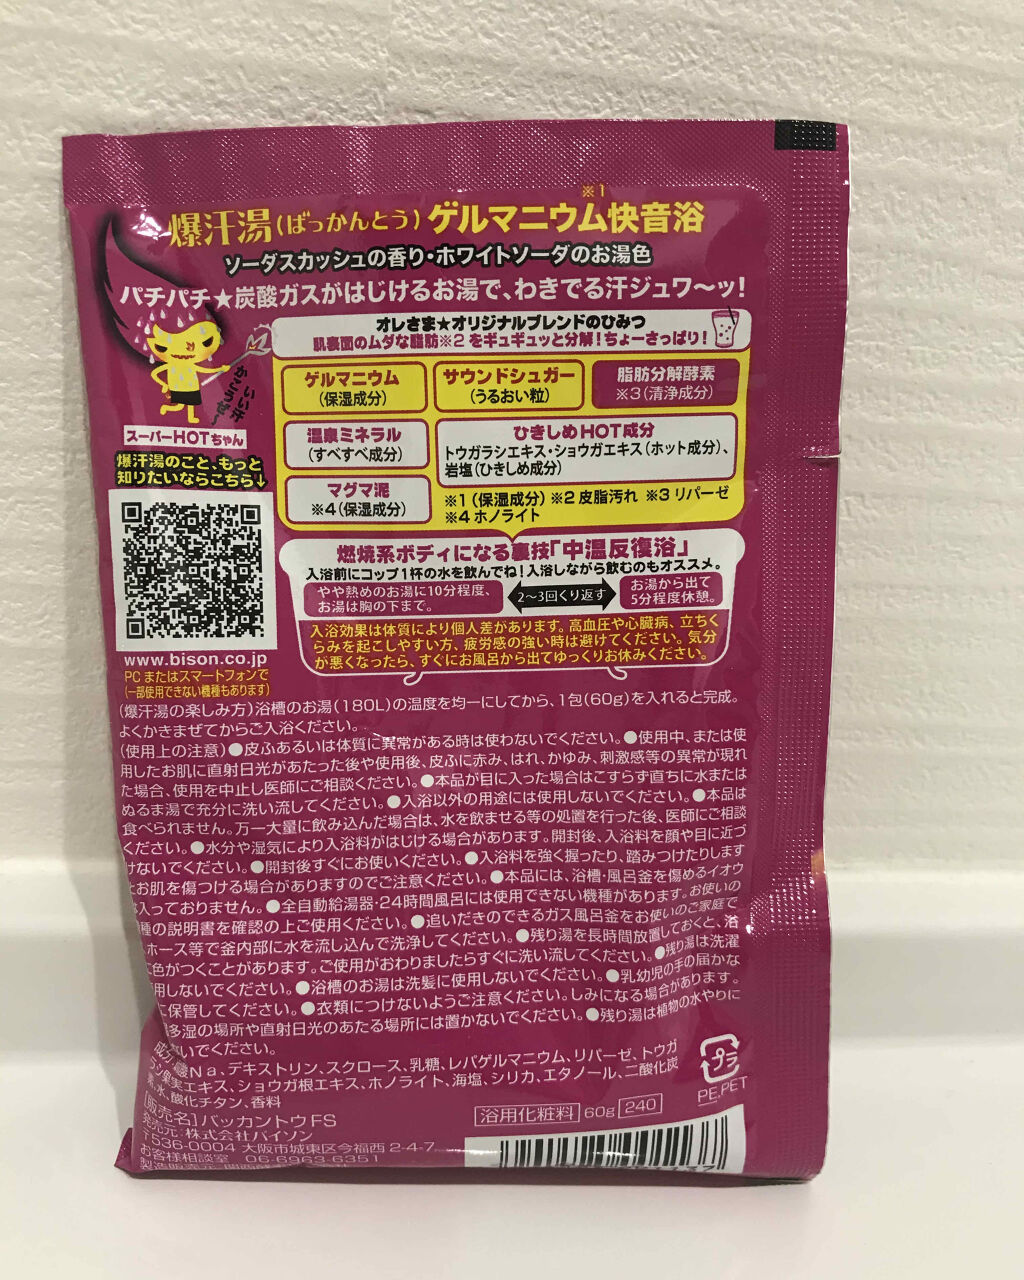 ※1
爆汗湯(ばっかんとう)ゲルマニウム快音浴
ソーダスカッシュの香り・ホワイトソーダのお湯色
パチパチ★炭酸ガスがはじけるお湯で、わきでる汗ジュワ〜ッ!
オレさま★オリジナルブレンドのひみつ
肌表面のムダな脂肪※2をギュギュッと分解!ちょーさっぱり!
ゲルマニウム
(保湿成分)
サウンドシュガー
(うるおい粒)
脂肪分解酵素
※3(清浄成分)
温泉ミネラル
(すべすべ成分)
ひきしめHOT成分
トウガラシエキス・ショウガエキス(ホット成分)、
岩塩(ひきしめ成分)
マグマ泥
※4(保湿成分)
※1(保湿成分)※2 皮脂汚れ ※3 リパーゼ
※4 ホノライト
スーパーHOTちゃん
爆汗湯のこと、もっと
知りたいならこちら↓
www.bison.co.jp
PCまたはスマートフォンで
(一部使用できない機種もあります)
燃焼系ボディになる裏技「中温反復浴」
入浴前にコップ1杯の水を飲んでね!入浴しながら飲むのもオススメ。
やや熱めのお湯に10分程度、
お湯は胸の下まで。
2〜3回くり返す
お湯から出て
5分程度休憩。
入浴効果は体質により個人差があります。高血圧や心臓病、立ちく
らみを起こしやすい方、疲労感の強い時は避けてください。気分
が悪くなったら、すぐにお風呂から出てゆっくりお休みください。
(爆汗湯の楽しみ方)浴槽のお湯(180L)の温度を均一にしてから、1包(60g)を入れると完成。
よくかきまぜてからご入浴ください。
(使用上の注意)●皮ふあるいは体質に異常がある時は使わないでください。●使用中、または使
用したお肌に直射日光があたった後や使用後、皮ふに赤み、はれ、かゆみ、刺激感等の異常が現れ
た場合、使用を中止し医師にご相談ください。●本品が目に入った場合はこすらず直ちに水または
ぬるま湯で充分に洗い流してください。●入浴以外の用途には使用しないでください。●本品は
食べられません。万一大量に飲み込んだ場合は、水を飲ませる等の処置を行った後、医師にご相談
ください。●水分や湿気により入浴料がはじける場合があります。開封後、入浴料を顔や目に近づ
けないでください。●開封後すぐにお使いください。●入浴料を強く握ったり、踏みつけたりします
とお肌を傷つける場合がありますのでご注意ください。●本品には、浴槽・風呂釜を傷めるイオウ
は入っておりません。●全自動給湯器・24時間風呂には使用できない機種があります。お使いの
種の説明書を確認の上ご使用ください。●追いだきのできるガス風呂釜をお使いのご家庭で
、ホース等で釜内部に水を流し込んで洗浄してください。●残り湯を長時間放置しておくと、浴
に色がつくことがあります。ご使用がおわりましたらすぐに洗い流してください。●残り湯は洗濯
用しないでください。●浴槽のお湯は洗髪に使用しないでください。●乳幼児の手の届かな
に保管してください。●衣類につけないようご注意ください。しみになる場合があります。
多湿の場所や直射日光のあたる場所には置かないでください。●残り湯は植物の水やりに
いでください。
成分 酸Na、デキストリン、スクロース、乳糖、レパゲルマニウム、リパーゼ、トウガ
ラシ果実エキス、ショウガ根エキス、ホノライト、海塩、シリカ、エタノール、二酸化炭
素、水、酸化チタン、香料
[販売名]バッカントウFS
発売元:株式会社バイソン
〒536-0004 大阪市城東区今福西2-4-7
お客様相談室 06-6963-6351
浴用化粧料 60g 240
プラ
PE,PET